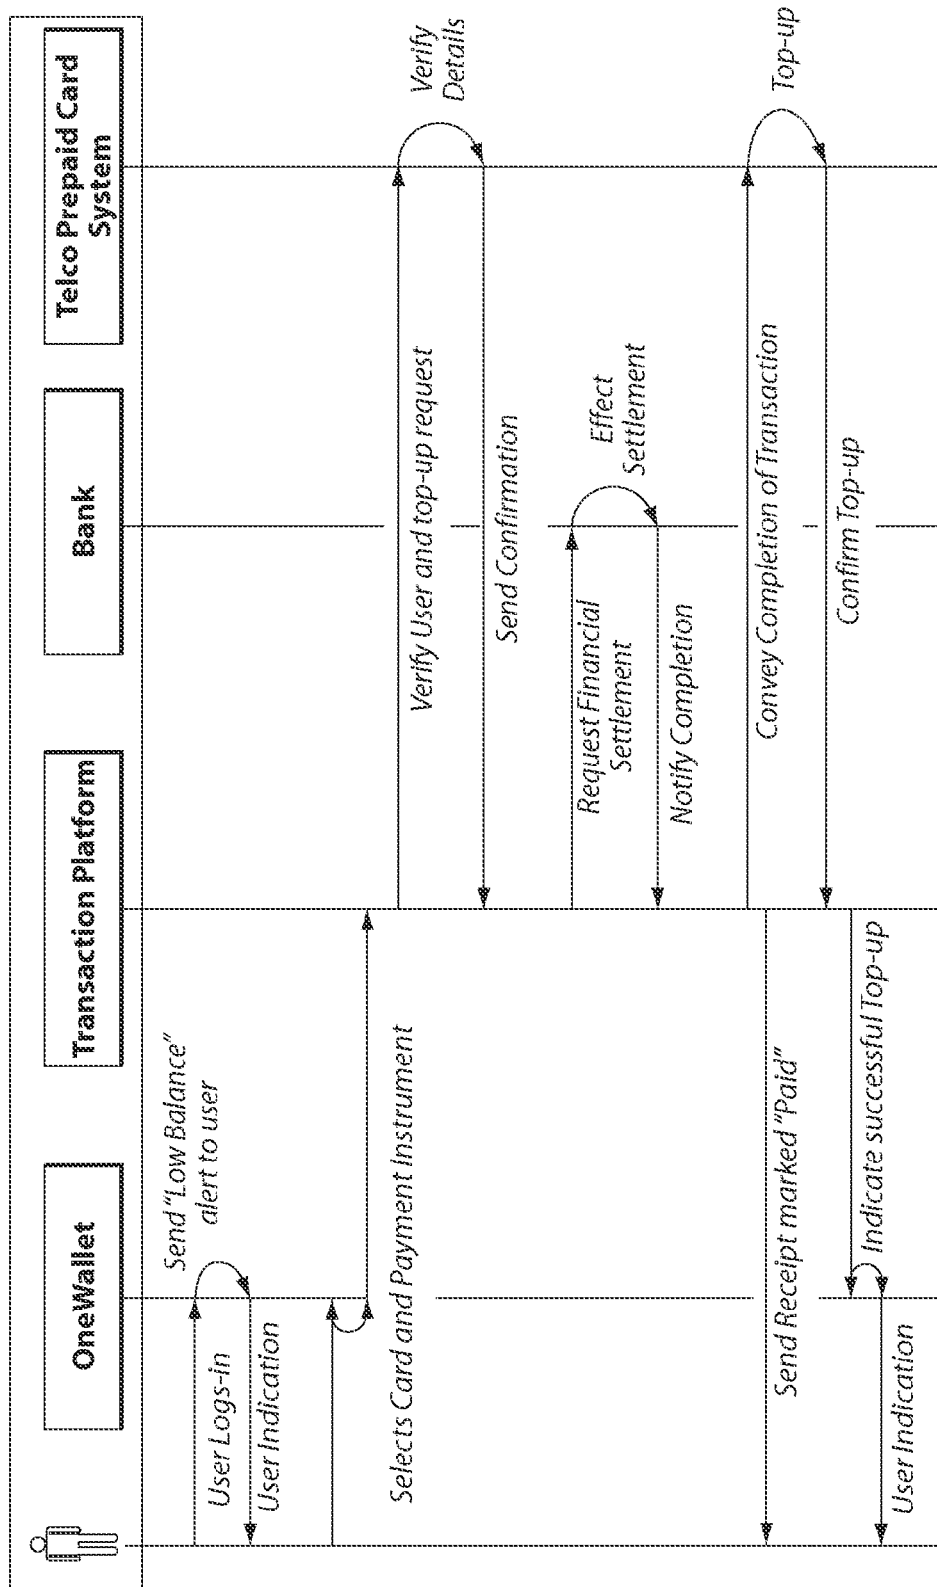 OneWallet
Transaction Platform
Bank
Telco Prepaid Card
System
Send “Low Balance”
alert to user
User Logs-in
User Indication
Selects Card and Payment Instrument
Verify User and top-up request
Verify
Details
Send Confirmation
Request Financial
Settlement
Effect
Settlement
Notify Completion
Convey Completion of Transaction
Top-up
Send Receipt marked “Paid”
Confirm Top-up
Indicate successful Top-up
User Indication